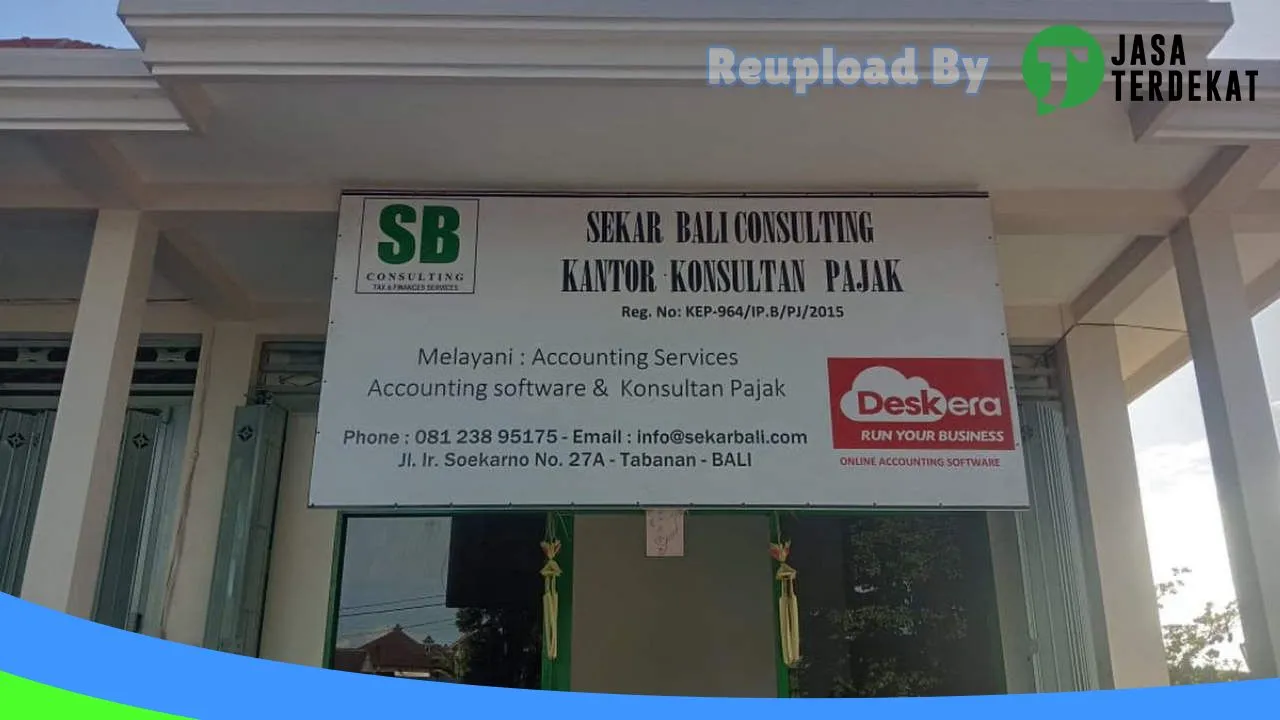 Reupload By
JASA
TERDEKAT
SB
CONSULTING
TAX & FINANCES SERVICES
SEKAR BALI CONSULTING
KANTOR KONSULTAN PAJAK
Reg. No: KEP-964/IP.B/PJ/2015
Melayani : Accounting Services
Accounting software & Konsultan Pajak
Phone : 081 238 95175 - Email : info@sekarbali.com
Jl. Ir. Soekarno No. 27A - Tabanan - BALI
Deskera
RUN YOUR BUSINESS
ONLINE ACCOUNTING SOFTWARE